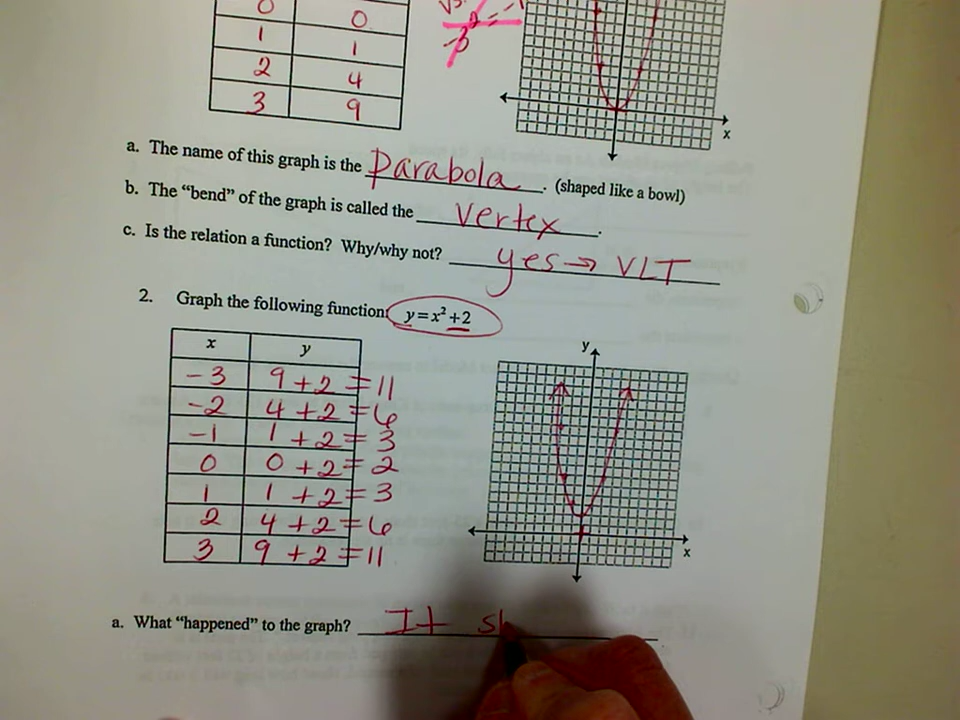 0 0
1 1
2 4
3 9
-3
x
a. The name of this graph is the parabola. (shaped like a bowl)
b. The “bend” of the graph is called the vertex.
c. Is the relation a function? Why/why not? yes → VLT
2. Graph the following function: y=x²+2
x y
-3 9+2=11
-2 4+2=6
-1 1+2=3
0 0+2=2
1 1+2=3
2 4+2=6
3 9+2=11
y
x
a. What “happened” to the graph? It sh